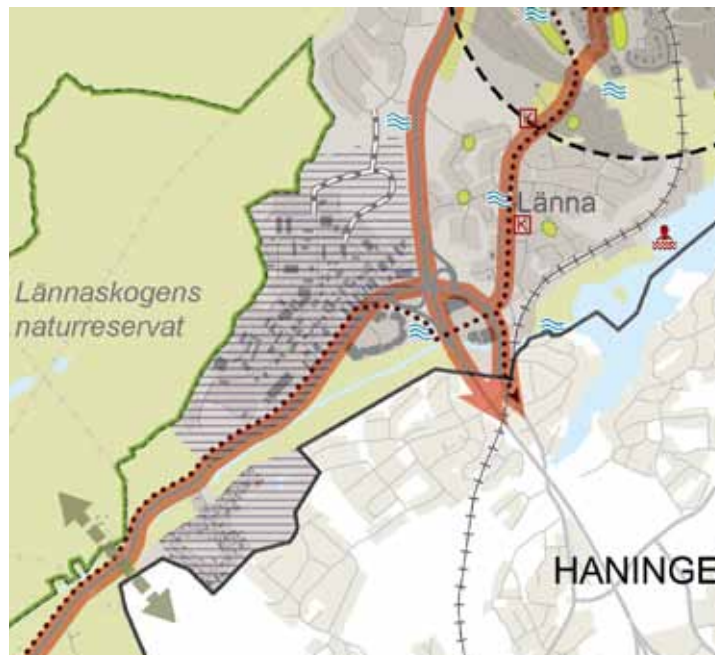 K
Länna
K
Lännaskogens
naturreservat
HANINGE